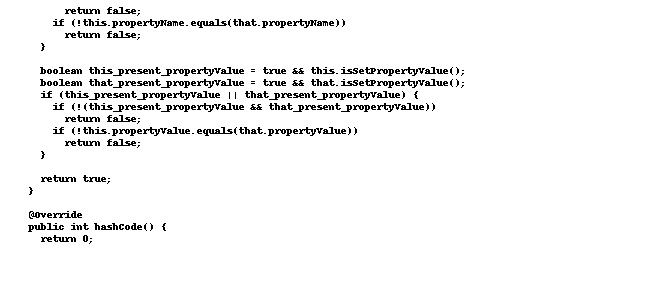 return false;
if (!this.propertyName.equals(that.propertyName))
return false;
}
boolean this_present_propertyValue = true && this.isSetPropertyValue();
boolean that_present_propertyValue = true && that.isSetPropertyValue();
if (this_present_propertyValue || that_present_propertyValue) {
if (!(this_present_propertyValue && that_present_propertyValue))
return false;
if (!this.propertyValue.equals(that.propertyValue))
return false;
}
return true;
}
@Override
public int hashCode() {
return 0;